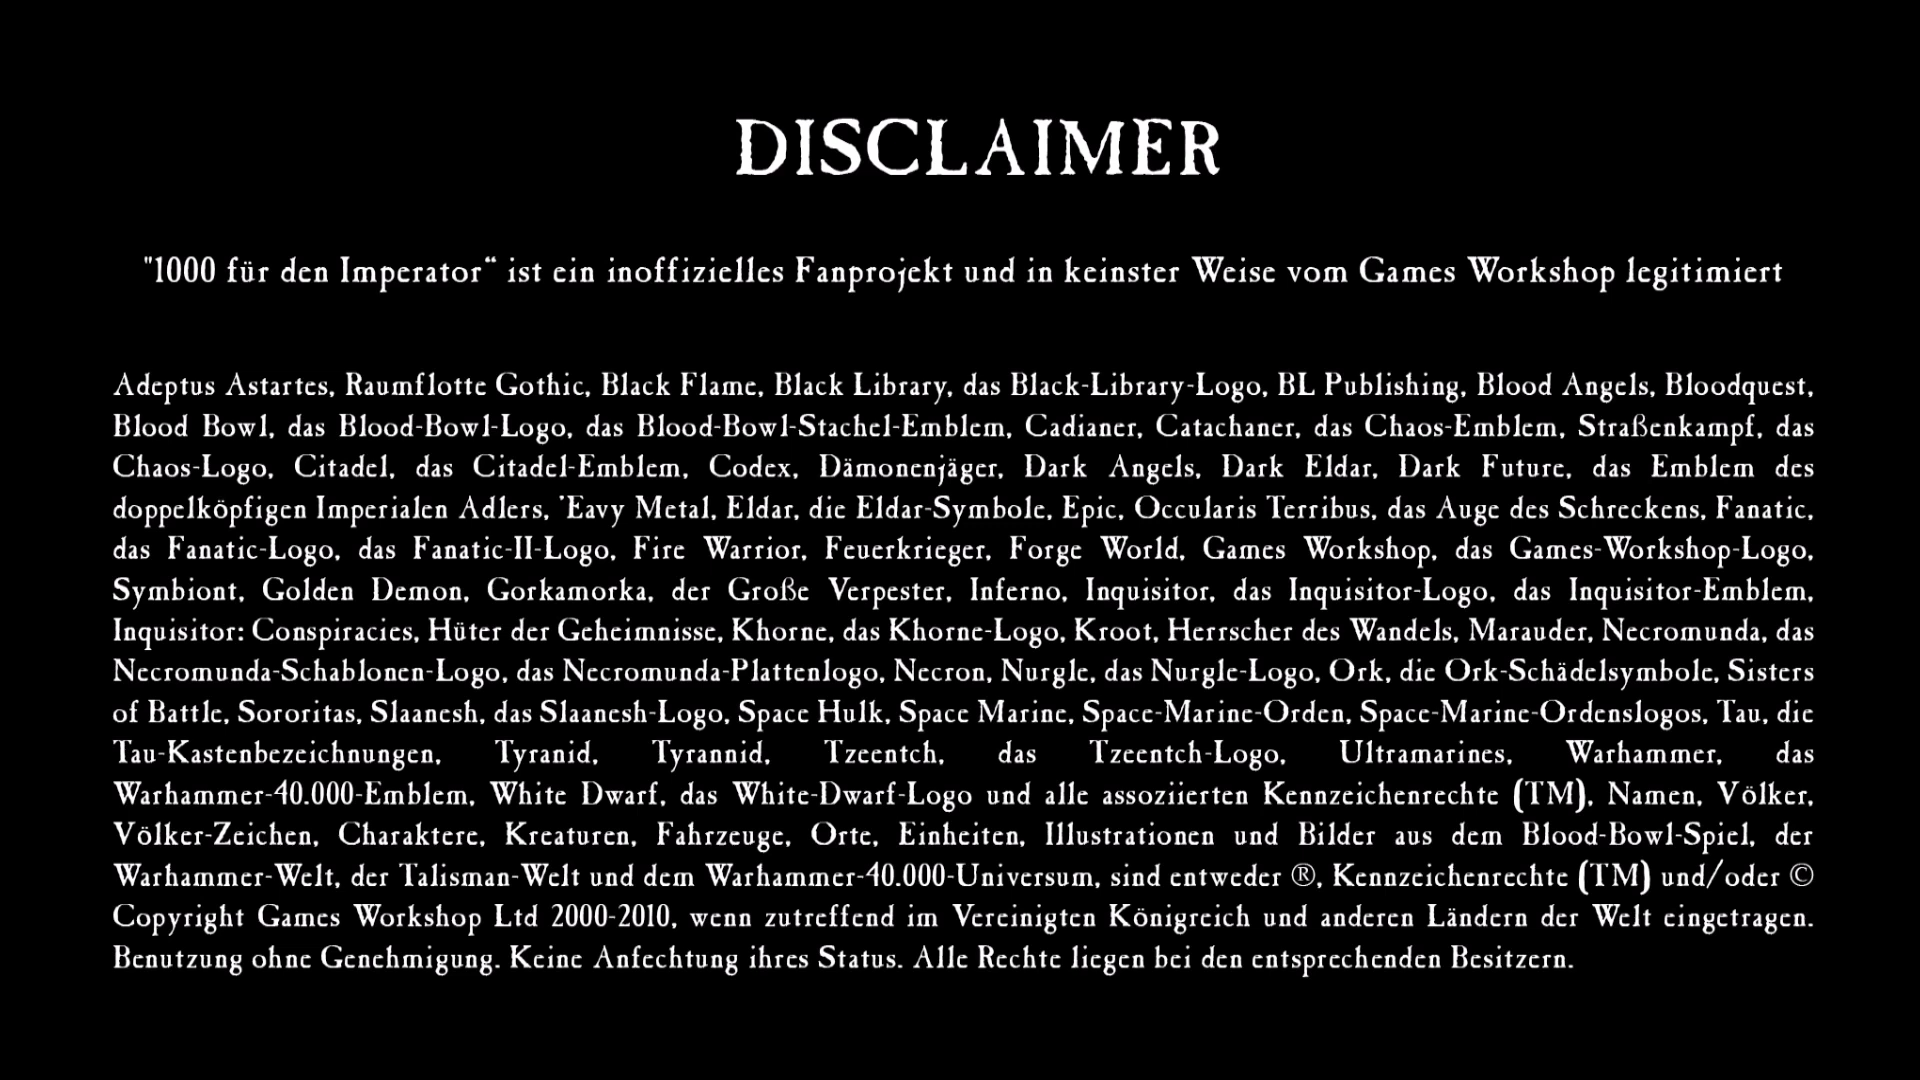 DISCLAIMER
"1000 für den Imperator“ ist ein inoffizielles Fanprojekt und in keinster Weise vom Games Workshop legitimiert
Adeptus Astartes, Raumflotte Gothic, Black Flame, Black Library, das Black-Library-Logo, BL Publishing, Blood Angels, Bloodquest,
Blood Bowl, das Blood-Bowl-Logo, das Blood-Bowl-Stachel-Emblem, Cadianer, Catachaner, das Chaos-Emblem, Straßenkampf, das
Chaos-Logo, Citadel, das Citadel-Emblem, Codex, Dämonenjäger, Dark Angels, Dark Eldar, Dark Future, das Emblem des
doppelköpfigen Imperialen Adlers, 'Eavy Metal, Eldar, die Eldar-Symbole, Epic, Occularis Terribus, das Auge des Schreckens, Fanatic,
das Fanatic-Logo, das Fanatic-II-Logo, Fire Warrior, Feuerkrieger, Forge World, Games Workshop, das Games-Workshop-Logo,
Symbiont, Golden Demon, Gorkamorka, der Große Verpester, Inferno, Inquisitor, das Inquisitor-Logo, das Inquisitor-Emblem,
Inquisitor: Conspiracies, Hüter der Geheimnisse, Khorne, das Khorne-Logo, Kroot, Herrscher des Wandels, Marauder, Necromunda, das
Necromunda-Schablonen-Logo, das Necromunda-Plattenlogo, Necron, Nurgle, das Nurgle-Logo, Ork, die Ork-Schädelsymbole, Sisters
of Battle, Sororitas, Slaanesh, das Slaanesh-Logo, Space Hulk, Space Marine, Space-Marine-Orden, Space-Marine-Ordenslogos, Tau, die
Tau-Kastenbezeichnungen, Tyranid, Tyrannid, Tzeentch, das Tzeentch-Logo, Ultramarines, Warhammer, das
Warhammer-40.000-Emblem, White Dwarf, das White-Dwarf-Logo und alle assoziierten Kennzeichenrechte (TM), Namen, Völker,
Völker-Zeichen, Charaktere, Kreaturen, Fahrzeuge, Orte, Einheiten, Illustrationen und Bilder aus dem Blood-Bowl-Spiel, der
Warhammer-Welt, der Talisman-Welt und dem Warhammer-40.000-Universum, sind entweder ®, Kennzeichenrechte (TM) und/oder ©
Copyright Games Workshop Ltd 2000-2010, wenn zutreffend im Vereinigten Königreich und anderen Ländern der Welt eingetragen.
Benutzung ohne Genehmigung. Keine Anfechtung ihres Status. Alle Rechte liegen bei den entsprechenden Besitzern.